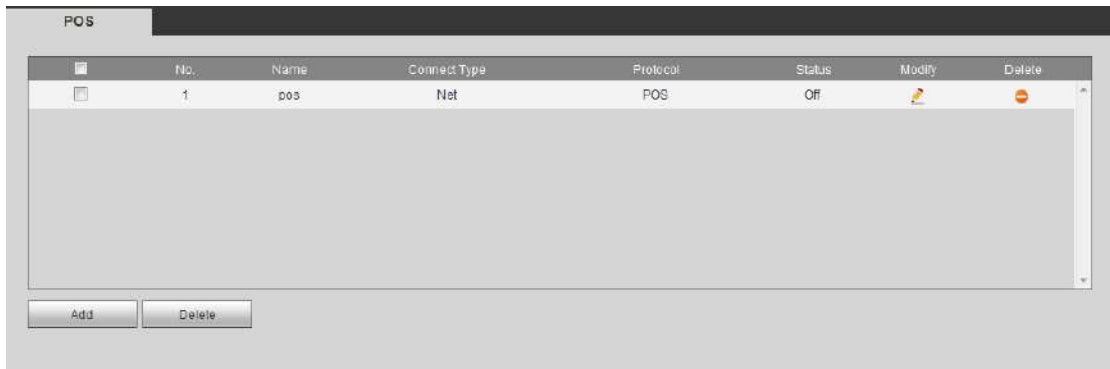 POS
No. Name Connect Type Protocol Status Modify Delete
1 pos Net POS Off
Add Delete